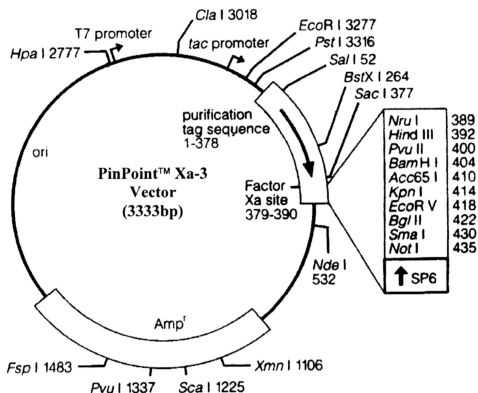 Cla I 3018
T7 promoter
tac promoter
Hpa I 2777
EcoR I 3277
Pst I 3316
Sal I 52
BstX I 264
Sac I 377
purification
tag sequence
1-378
ori
PinPoint™ Xa-3
Vector
(3333bp)
Factor
Xa site
379-390
Nru I 389
Hind III 392
Pvu II 400
BamH I 404
Acc65 I 410
Kpn I 414
EcoR V 418
Bgl II 422
Sma I 430
Not I 435
SP6
Nde I
532
Ampr
Fsp I 1483
Xmn I 1106
Pvu I 1337
Sca I 1225